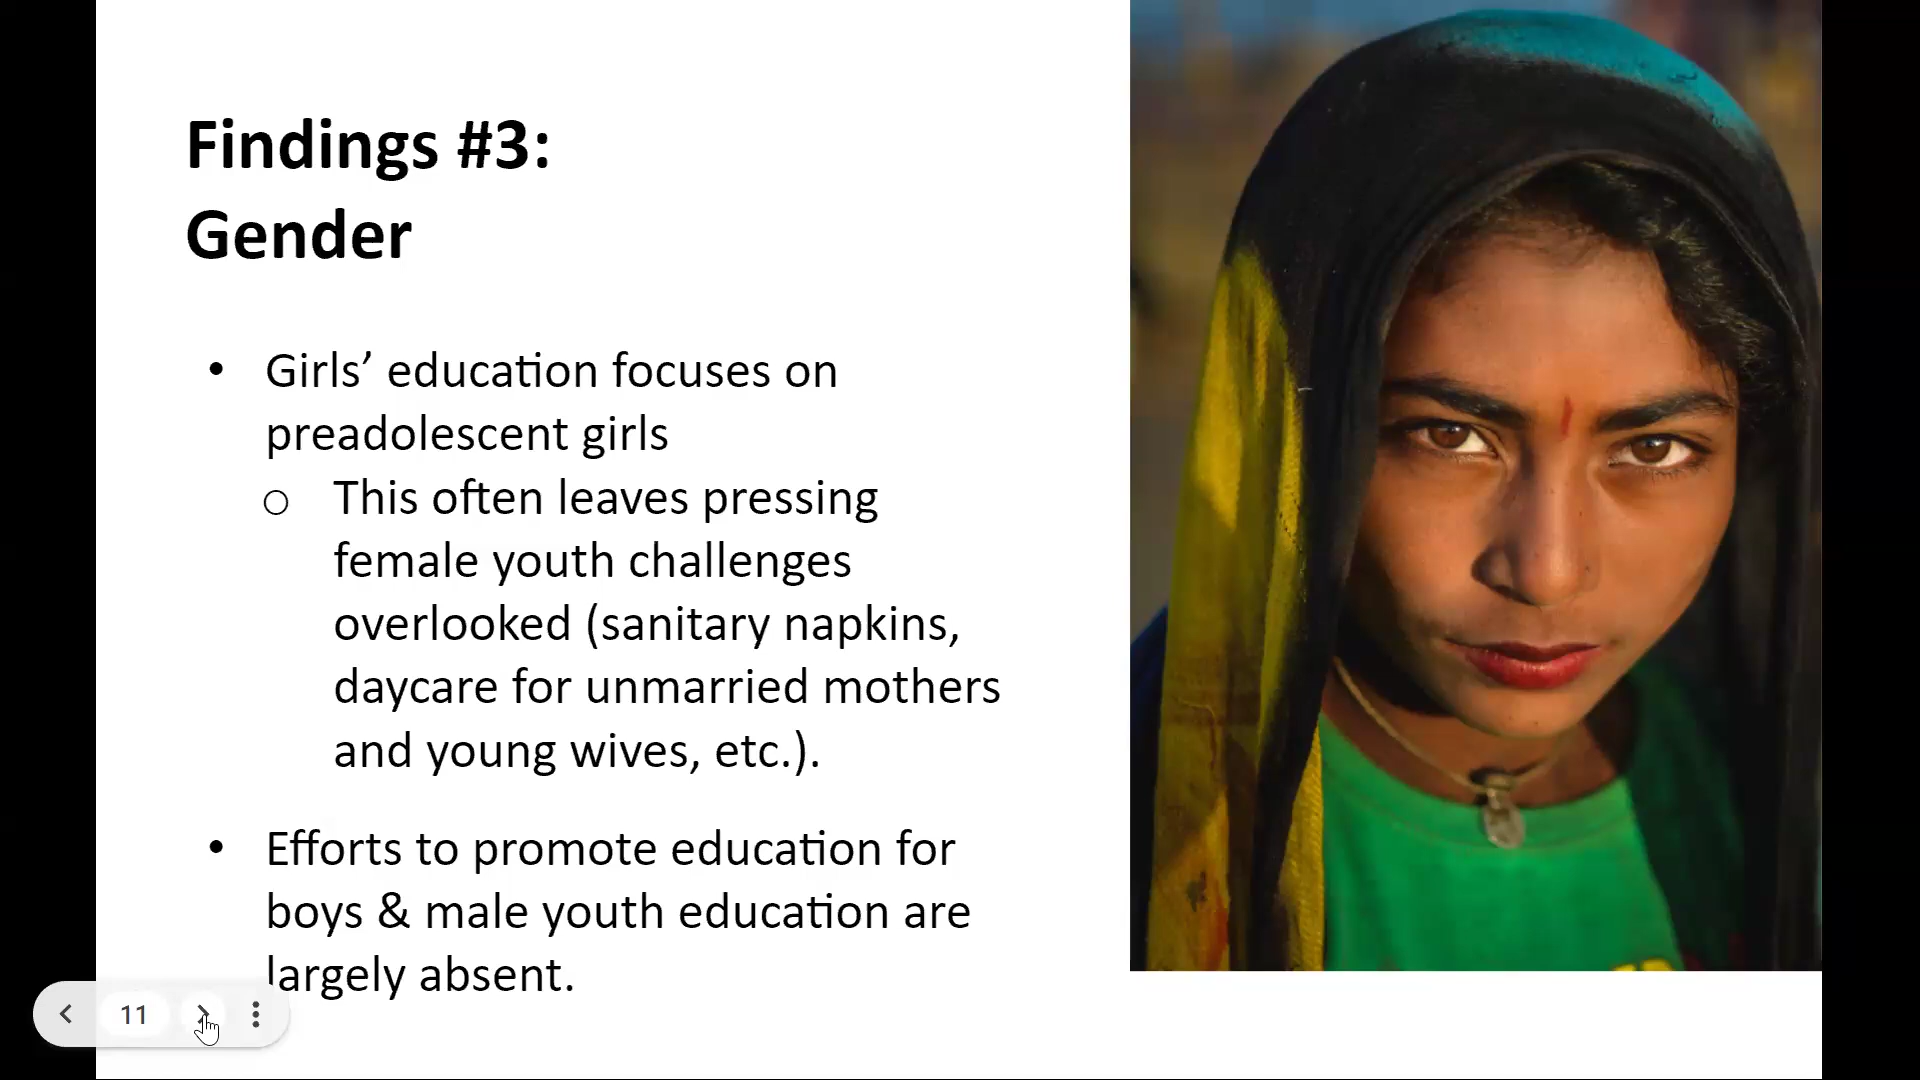 Findings #3:
Gender
• Girls’ education focuses on
preadolescent girls
o This often leaves pressing
female youth challenges
overlooked (sanitary napkins,
daycare for unmarried mothers
and young wives, etc.).
• Efforts to promote education for
boys & male youth education are
largely absent.
11